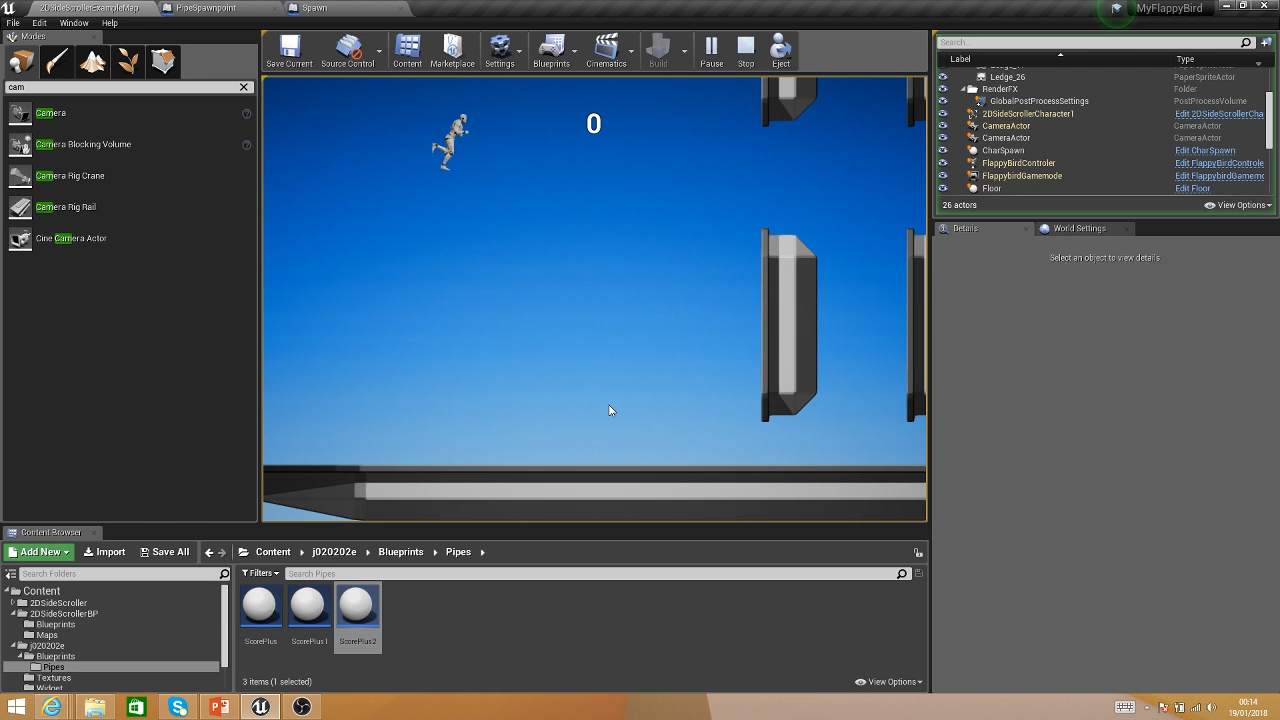 2DSideScrollerExampleMap
PipeSpawnpoint
Spawn
MyFlappyBird
File Edit Window Help
Modes
cam
Camera
Camera Blocking Volume
Camera Rig Crane
Camera Rig Rail
Cine Camera Actor
Save Current
Source Control
Content
Marketplace
Settings
Blueprints
Cinematics
Build
Pause
Stop
Eject
0
Search...
Label Type
Ledge_26 PaperSpriteActor
RenderFX Folder
GlobalPostProcessSettings PostProcessVolume
2DSideScrollerCharacter1 Edit 2DSideScrollerCha
CameraActor CameraActor
CameraActor CameraActor
CharSpawn Edit CharSpawn
FlappyBirdControler Edit FlappyBirdControle
FlappybirdGamemode Edit FlappybirdGamemo
Floor Edit Floor
26 actors View Options
Details World Settings
Select an object to view details.
Content Browser
Add New Import Save All Content j020202e Blueprints Pipes
Search Folders
Filters Search Pipes
Content
2DSideScroller
2DSideScrollerBP
Blueprints
Maps
j020202e
Blueprints
Pipes
Textures
Widget
ScorePlus ScorePlus1 ScorePlus2
3 items (1 selected) View Options
00:14
19/01/2018